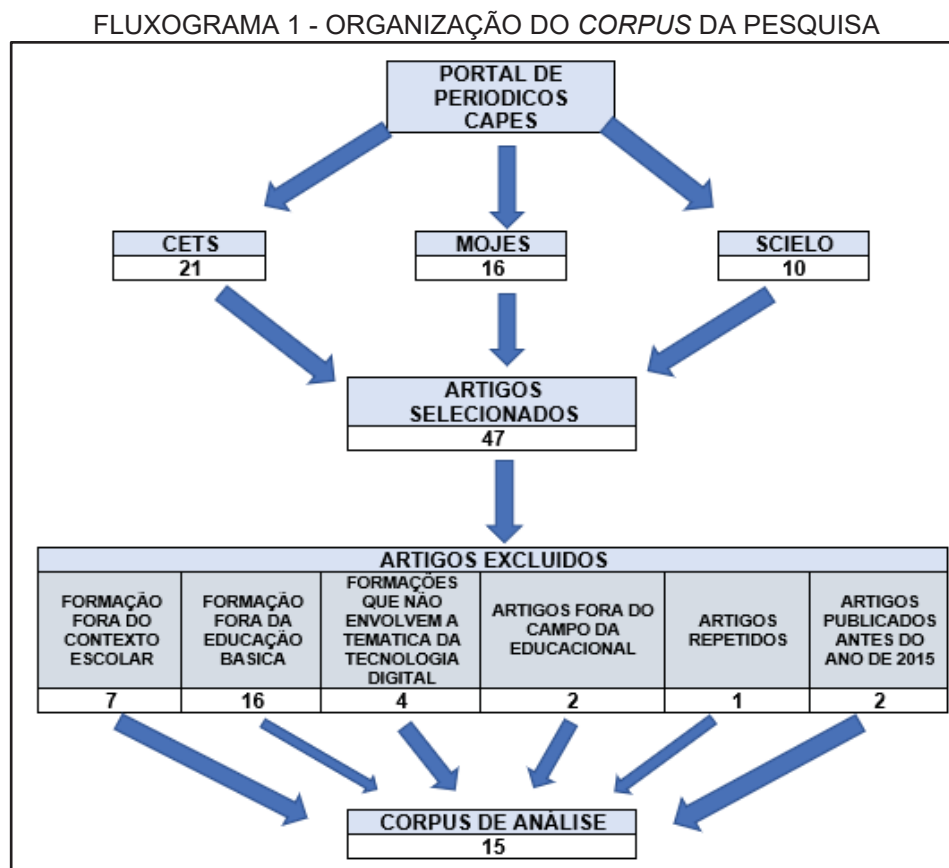 FLUXOGRAMA 1 - ORGANIZAÇÃO DO CORPUS DA PESQUISA
PORTAL DE
PERIODICOS
CAPES
CETS
21
MOJES
16
SCIELO
10
ARTIGOS
SELECIONADOS
47
ARTIGOS EXCLUIDOS
FORMAÇÃO
FORA DO
CONTEXTO
ESCOLAR
7
FORMAÇÃO
FORA DA
EDUCAÇÃO
BASICA
16
FORMAÇÕES
QUE NÃO
ENVOLVEM A
TEMATICA DA
TECNOLOGIA
DIGITAL
4
ARTIGOS FORA DO
CAMPO DA
EDUCACIONAL
2
ARTIGOS
REPETIDOS
1
ARTIGOS
PUBLICADOS
ANTES DO
ANO DE 2015
2
CORPUS DE ANÁLISE
15